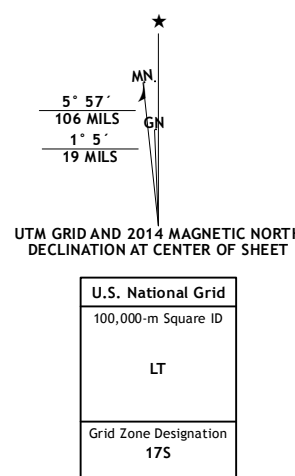 ★
MN.
5° 57´
106 MILS
GN
1° 5´
19 MILS
UTM GRID AND 2014 MAGNETIC NORTH
DECLINATION AT CENTER OF SHEET
U.S. National Grid
100,000-m Square ID
LT
Grid Zone Designation
17S